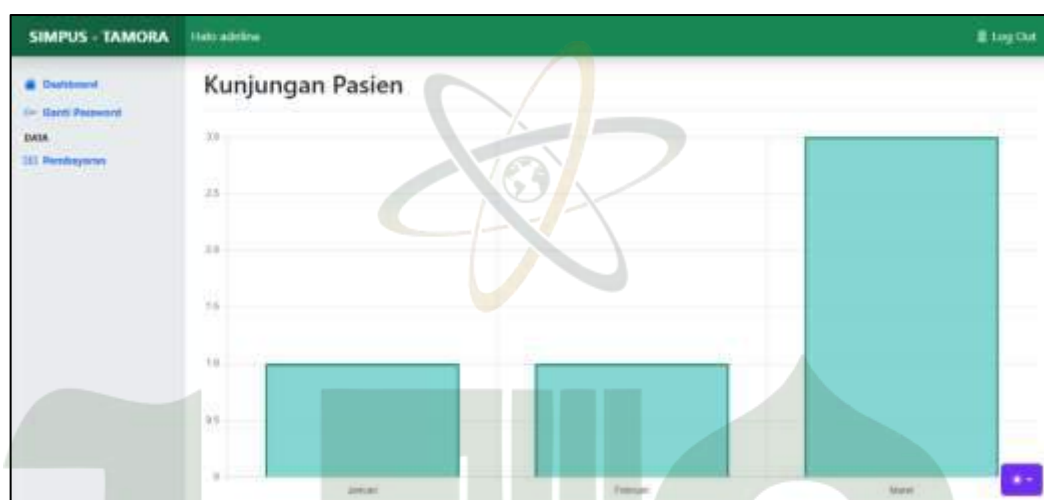 SIMPUS - TAMORA
Halo adeline
Log Out
Dashboard
Ganti Password
DATA
Pembayaran
Kunjungan Pasien
3.0
2.5
2.0
1.5
1.0
0.5
0
Januari
Februari
Maret